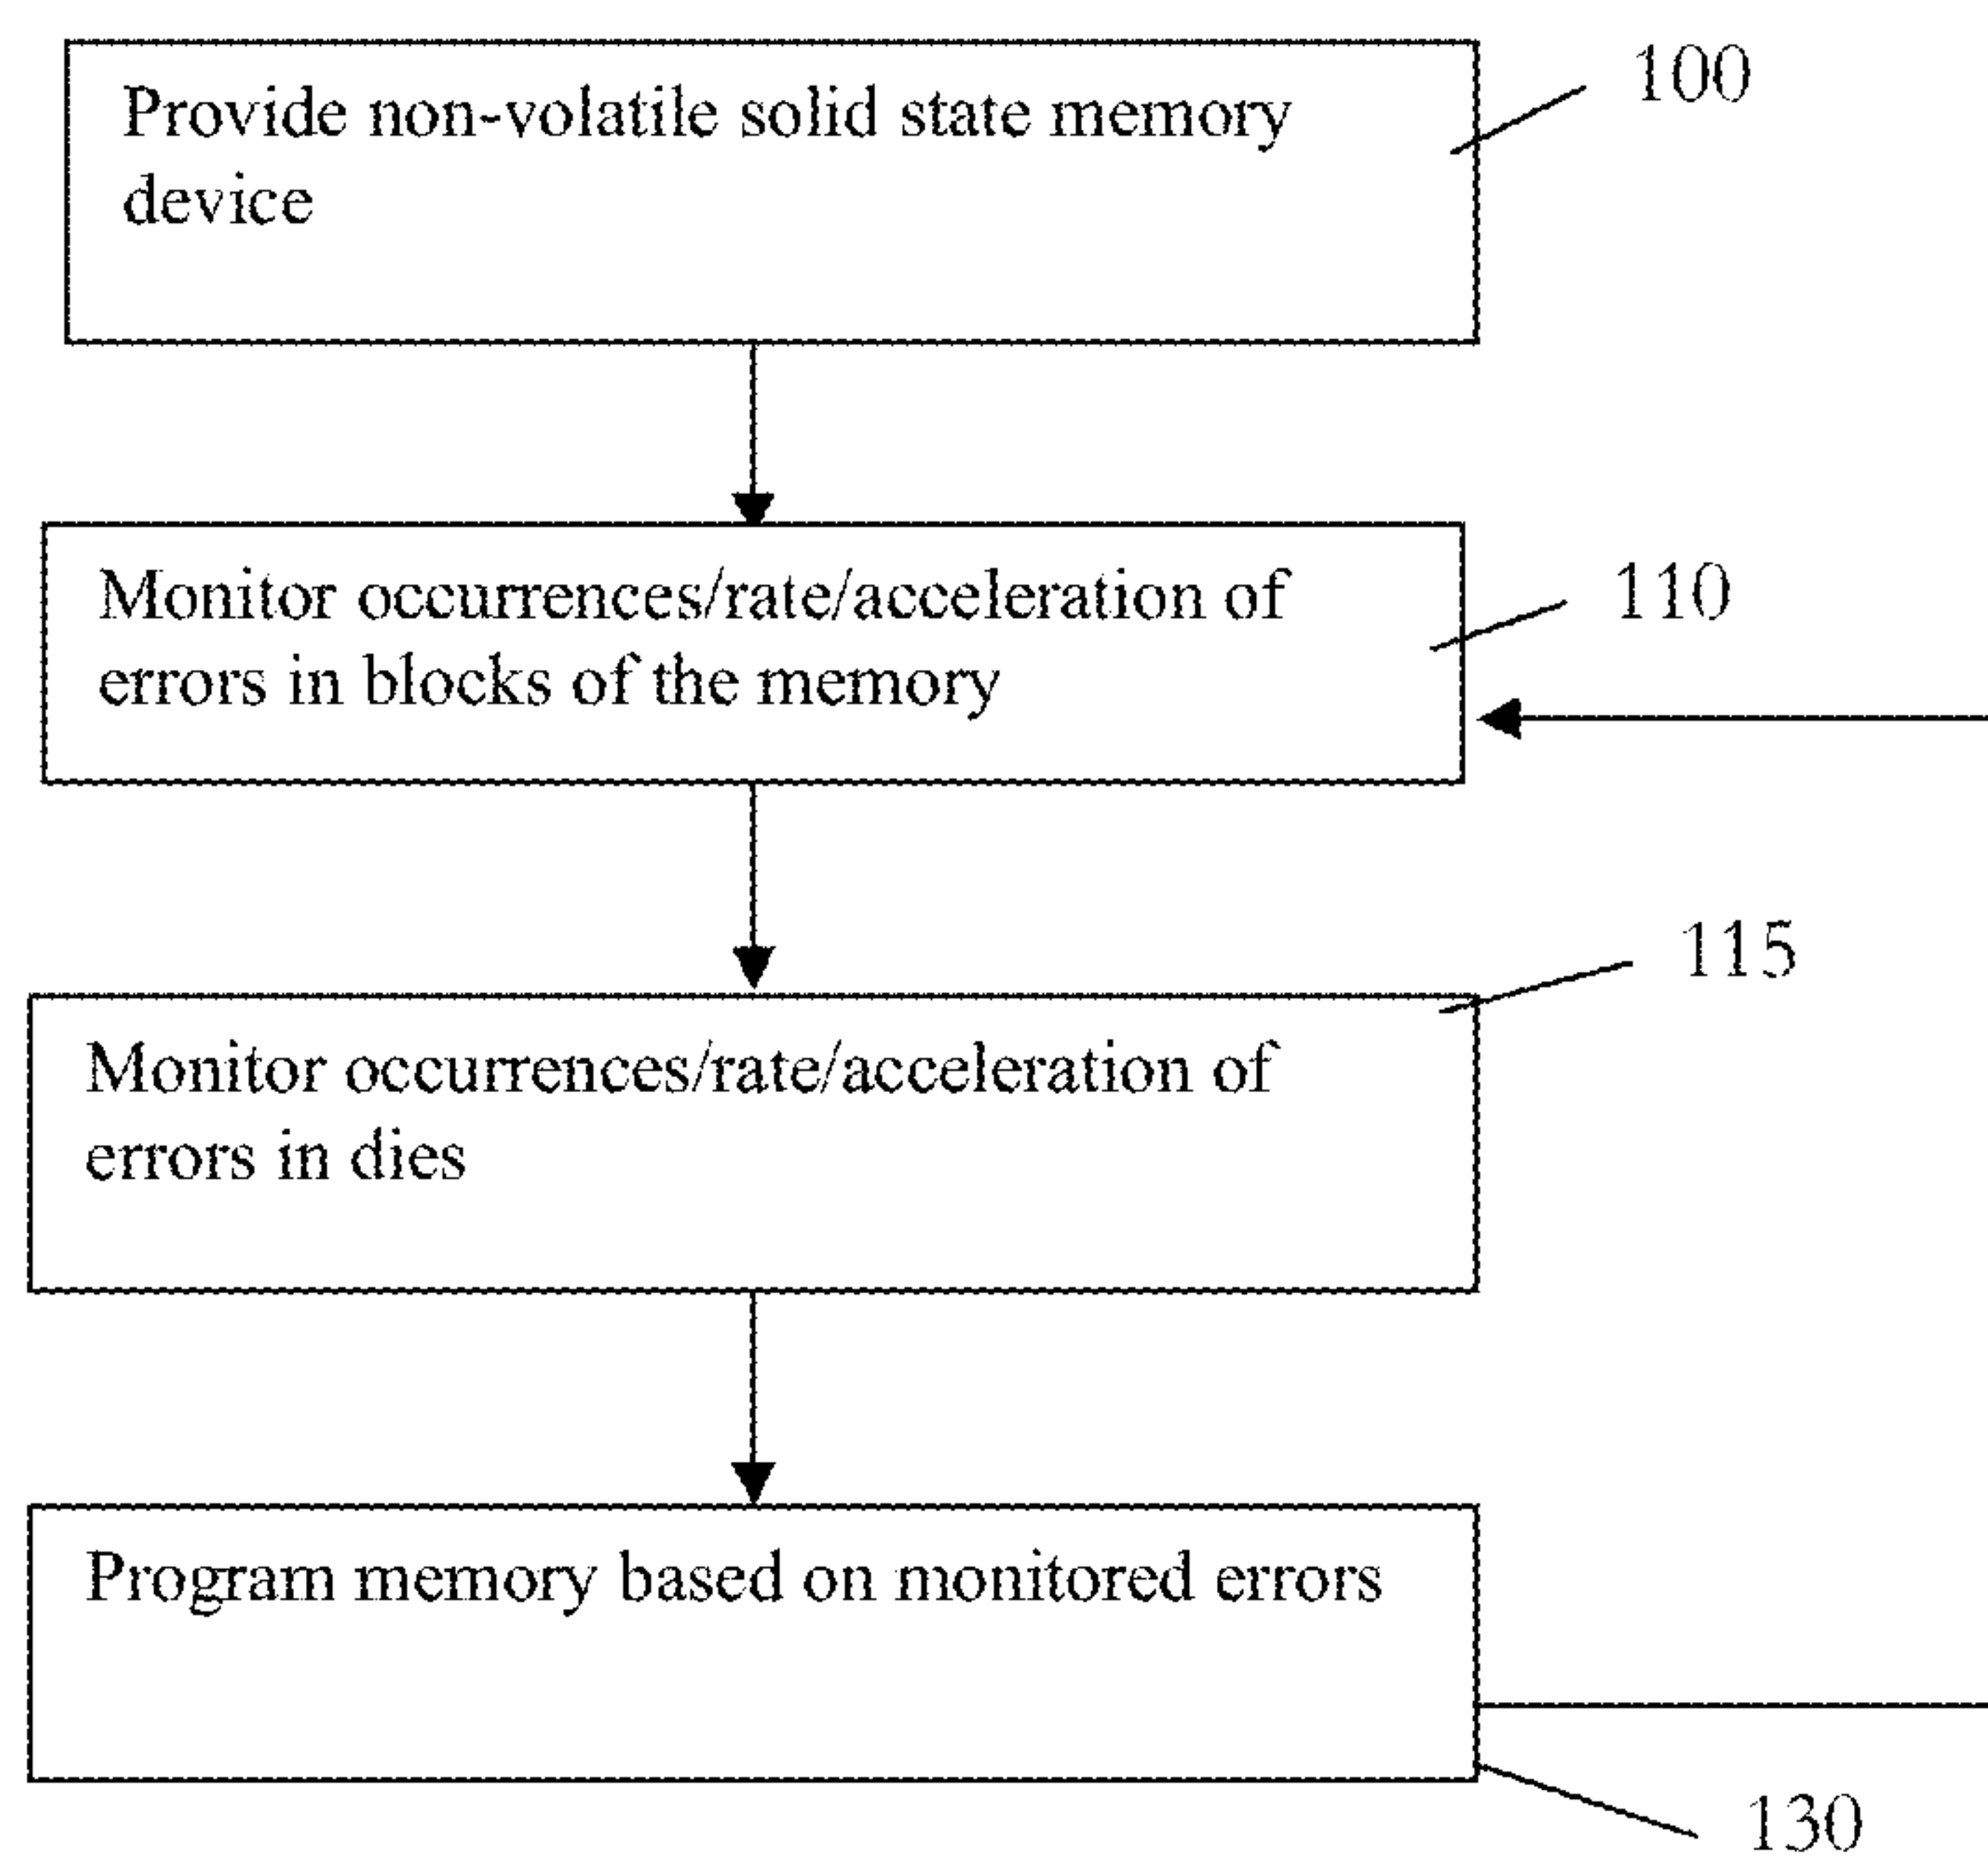 Provide non-volatile solid state memory
device
100
Monitor occurrences/rate/acceleration of
errors in blocks of the memory
110
115
Monitor occurrences/rate/acceleration of
errors in dies
Program memory based on monitored errors
130